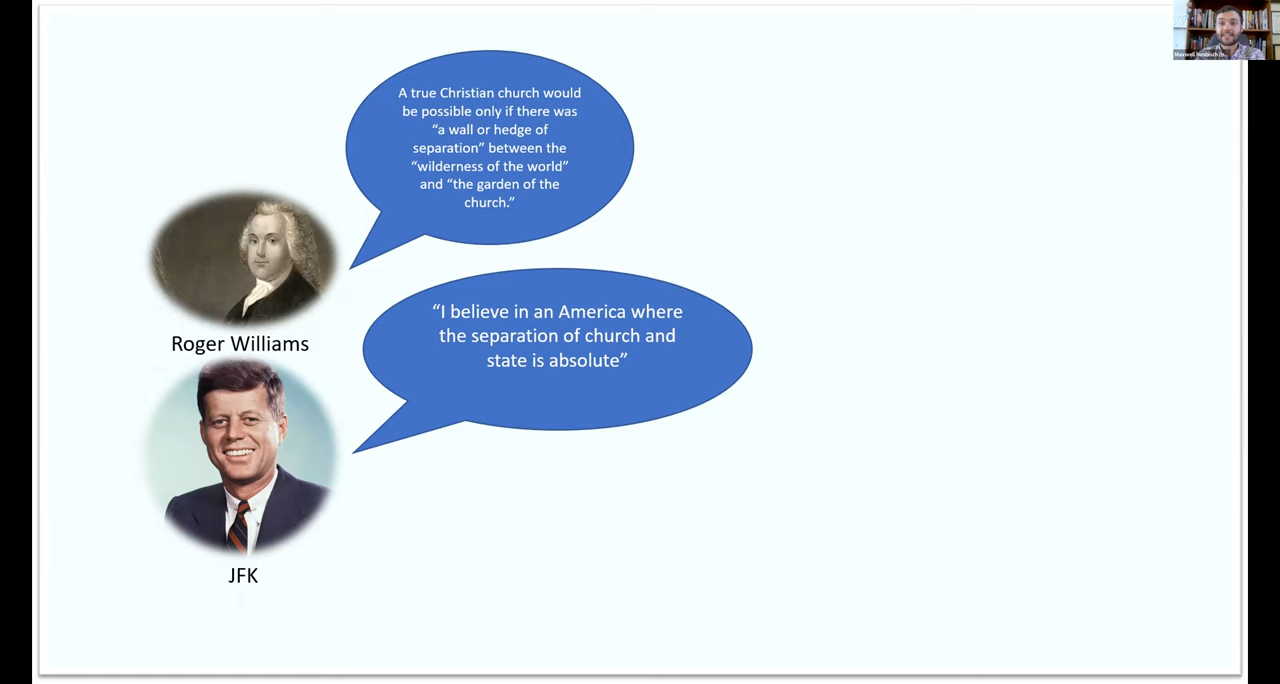 A true Christian church would
be possible only if there was
“a wall or hedge of
separation” between the
“wilderness of the world”
and “the garden of the
church.”
Roger Williams
“I believe in an America where
the separation of church and
state is absolute”
JFK
Maxwell